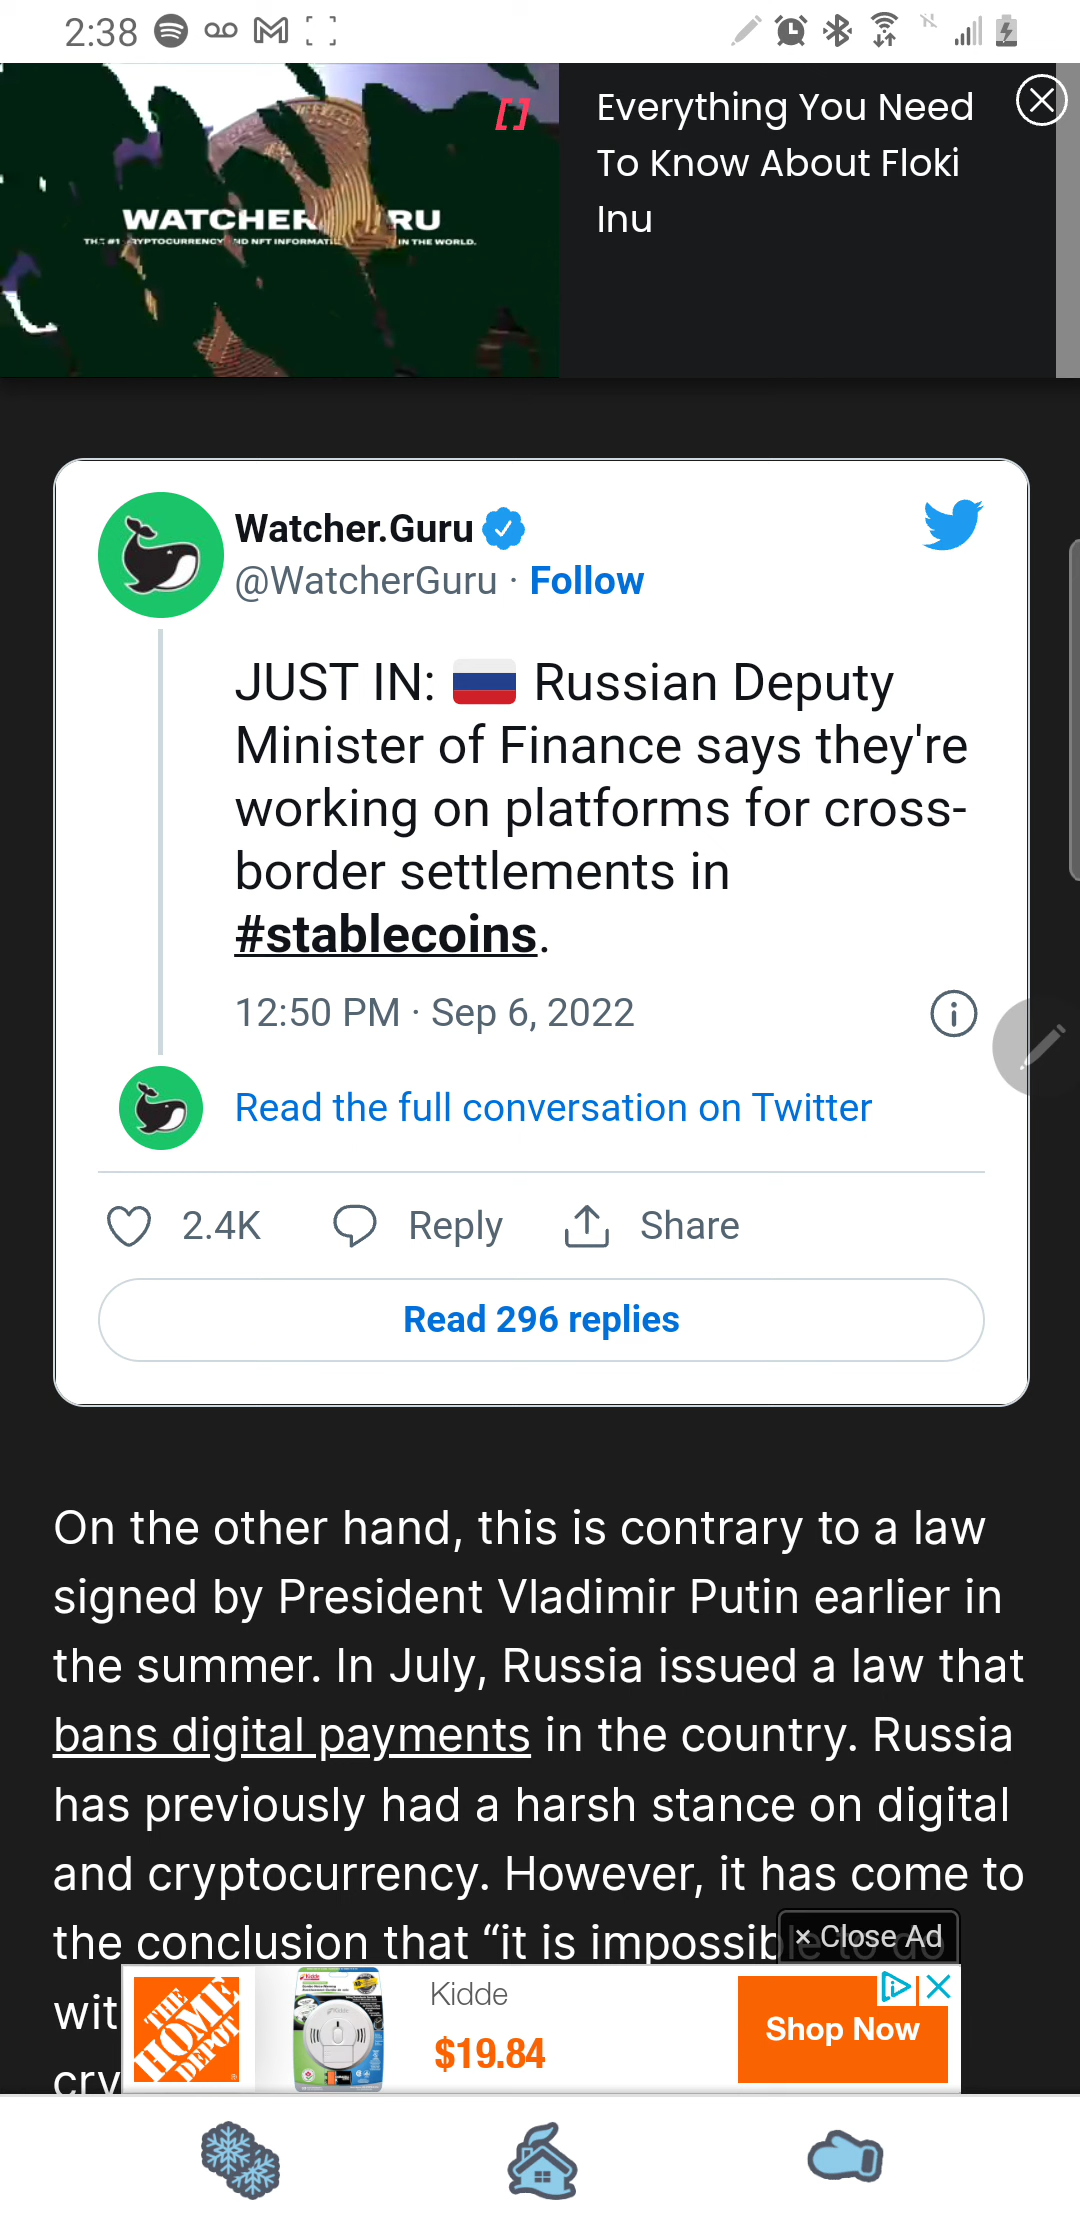 2:38
Everything You Need
To Know About Floki
Inu
[]
WATCHER RU
IN THE WORLD.
Watcher.Guru
@WatcherGuru · Follow
JUST IN: 🇷🇺 Russian Deputy
Minister of Finance says they're
working on platforms for cross-
border settlements in
#stablecoins.
12:50 PM · Sep 6, 2022
Read the full conversation on Twitter
2.4K Reply Share
Read 296 replies
On the other hand, this is contrary to a law
signed by President Vladimir Putin earlier in
the summer. In July, Russia issued a law that
bans digital payments in the country. Russia
has previously had a harsh stance on digital
and cryptocurrency. However, it has come to
the conclusion that “it is impossible to do
× Close Ad
wit
cry
THE
HOME
DEPOT
Kidde
$19.84
Shop Now